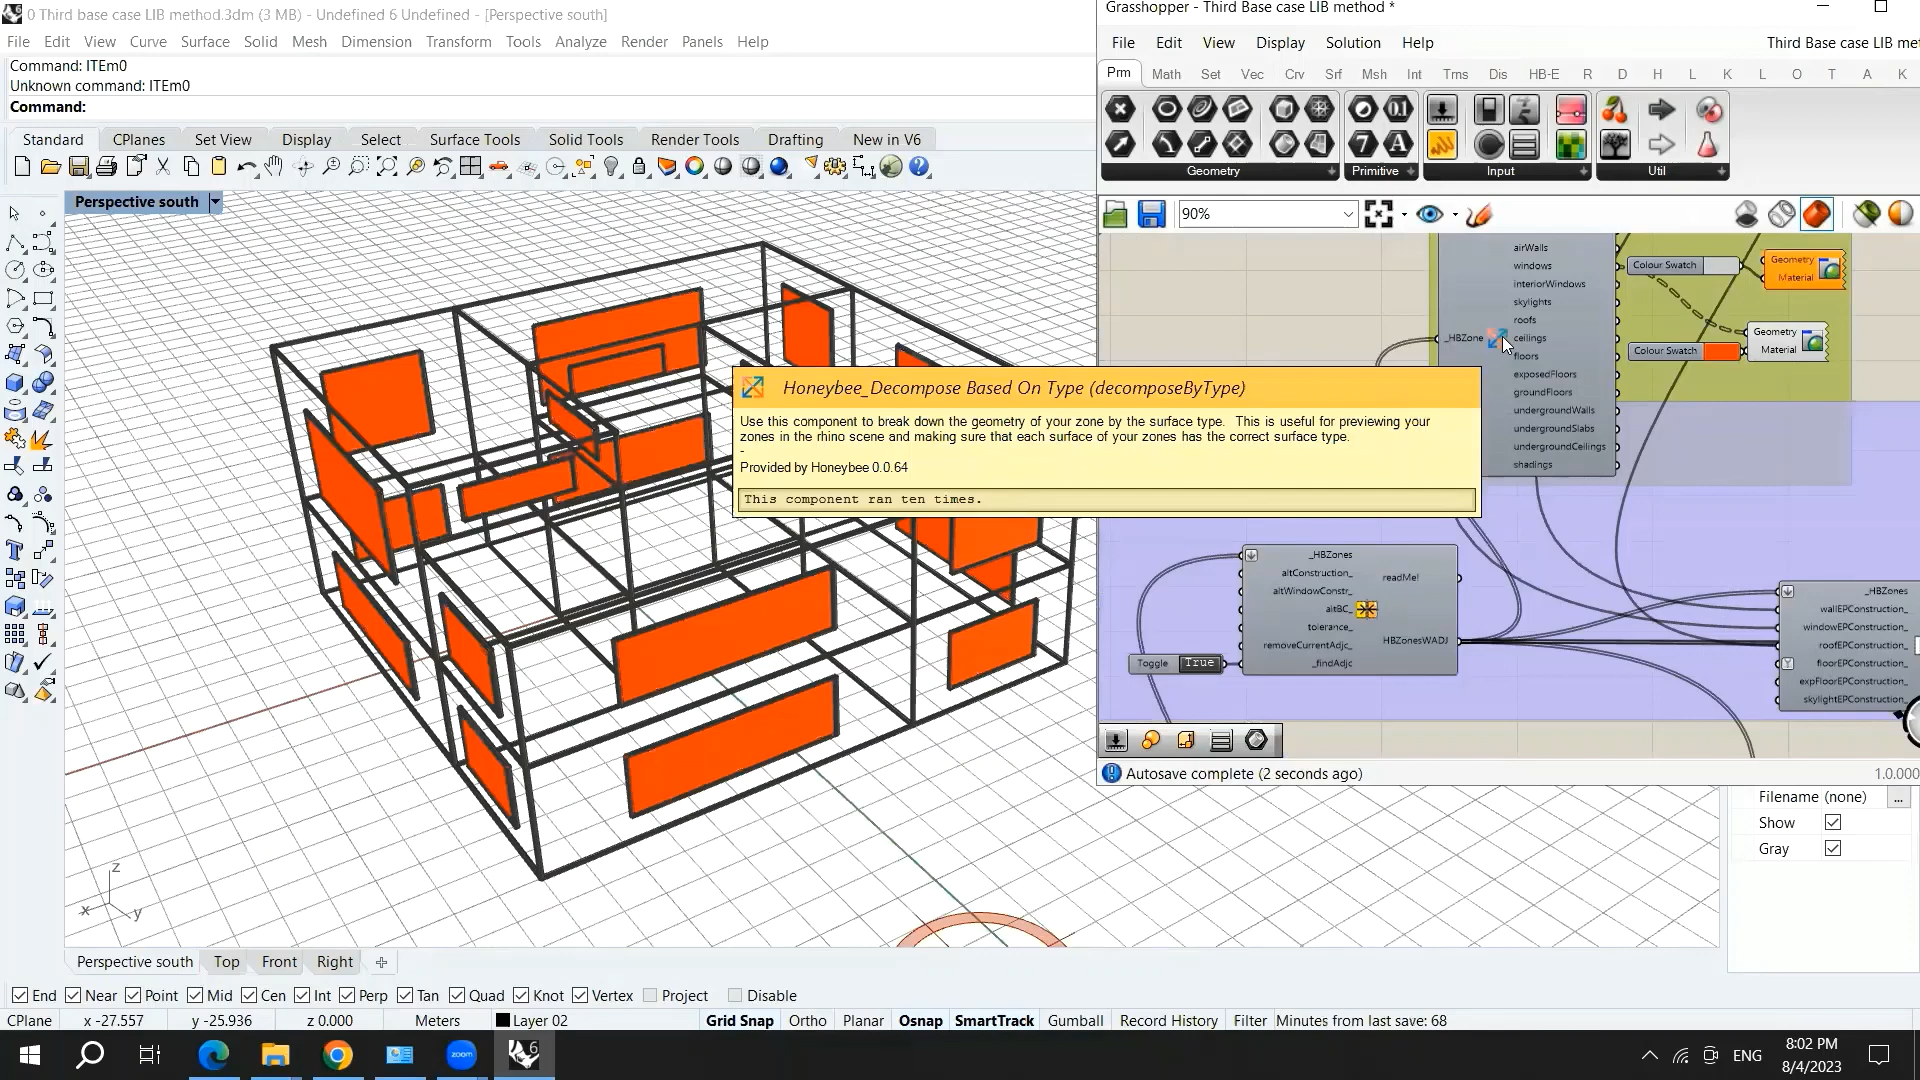 0 Third base case LIB method.3dm (3 MB) - Undefined 6 Undefined - [Perspective south]
File Edit View Curve Surface Solid Mesh Dimension Transform Tools Analyze Render Panels Help
Command: ITEm0
Unknown command: ITEm0
Command:
Standard CPlanes Set View Display Select Surface Tools Solid Tools Mesh Tools Render Tools Drafting New in V6
Perspective south
Grasshopper - Third Base case LIB method *
File Edit View Display Solution Help
Third Base case LIB met
Prm Math Set Vec Crv Srf Msh Int Trns Dis HB-E R D H L K L O T A K
Geometry Primitive Input Util
90%
airWalls
windows
interiorWindows
skylights
roofs
_HBZone
ceilings
floors
exposedFloors
groundFloors
undergroundWalls
undergroundSlabs
undergroundCeilings
shadings
Colour Swatch
Geometry
Material
Colour Swatch
Geometry
Material
Honeybee_Decompose Based On Type (decomposeByType)
Use this component to break down the geometry of your zone by the surface type. This is useful for previewing your
zones in the rhino scene and making sure that each surface of your zones has the correct surface type.
-
Provided by Honeybee 0.0.64
This component ran ten times.
_HBZones
altConstruction_
altWindowConstr_
altBC_
tolerance_
removeCurrentAdjc_
_findAdjc
readMe!
HBZonesWADJ
Toggle True
_HBZones
wallEPConstruction_
windowEPConstruction_
roofEPConstruction_
floorEPConstruction_
expFloorEPConstruction_
skylightEPConstruction_
Autosave complete (2 seconds ago)
1.0.000
Filename (none) ...
Show
Gray
z
x
y
Perspective south Top Front Right
End Near Point Mid Cen Int Perp Tan Quad Knot Vertex Project Disable
CPlane x -27.557 y -25.936 z 0.000 Meters Layer 02 Grid Snap Ortho Planar Osnap SmartTrack Gumball Record History Filter Minutes from last save: 68
zoom
6
ENG
8:02 PM
8/4/2023